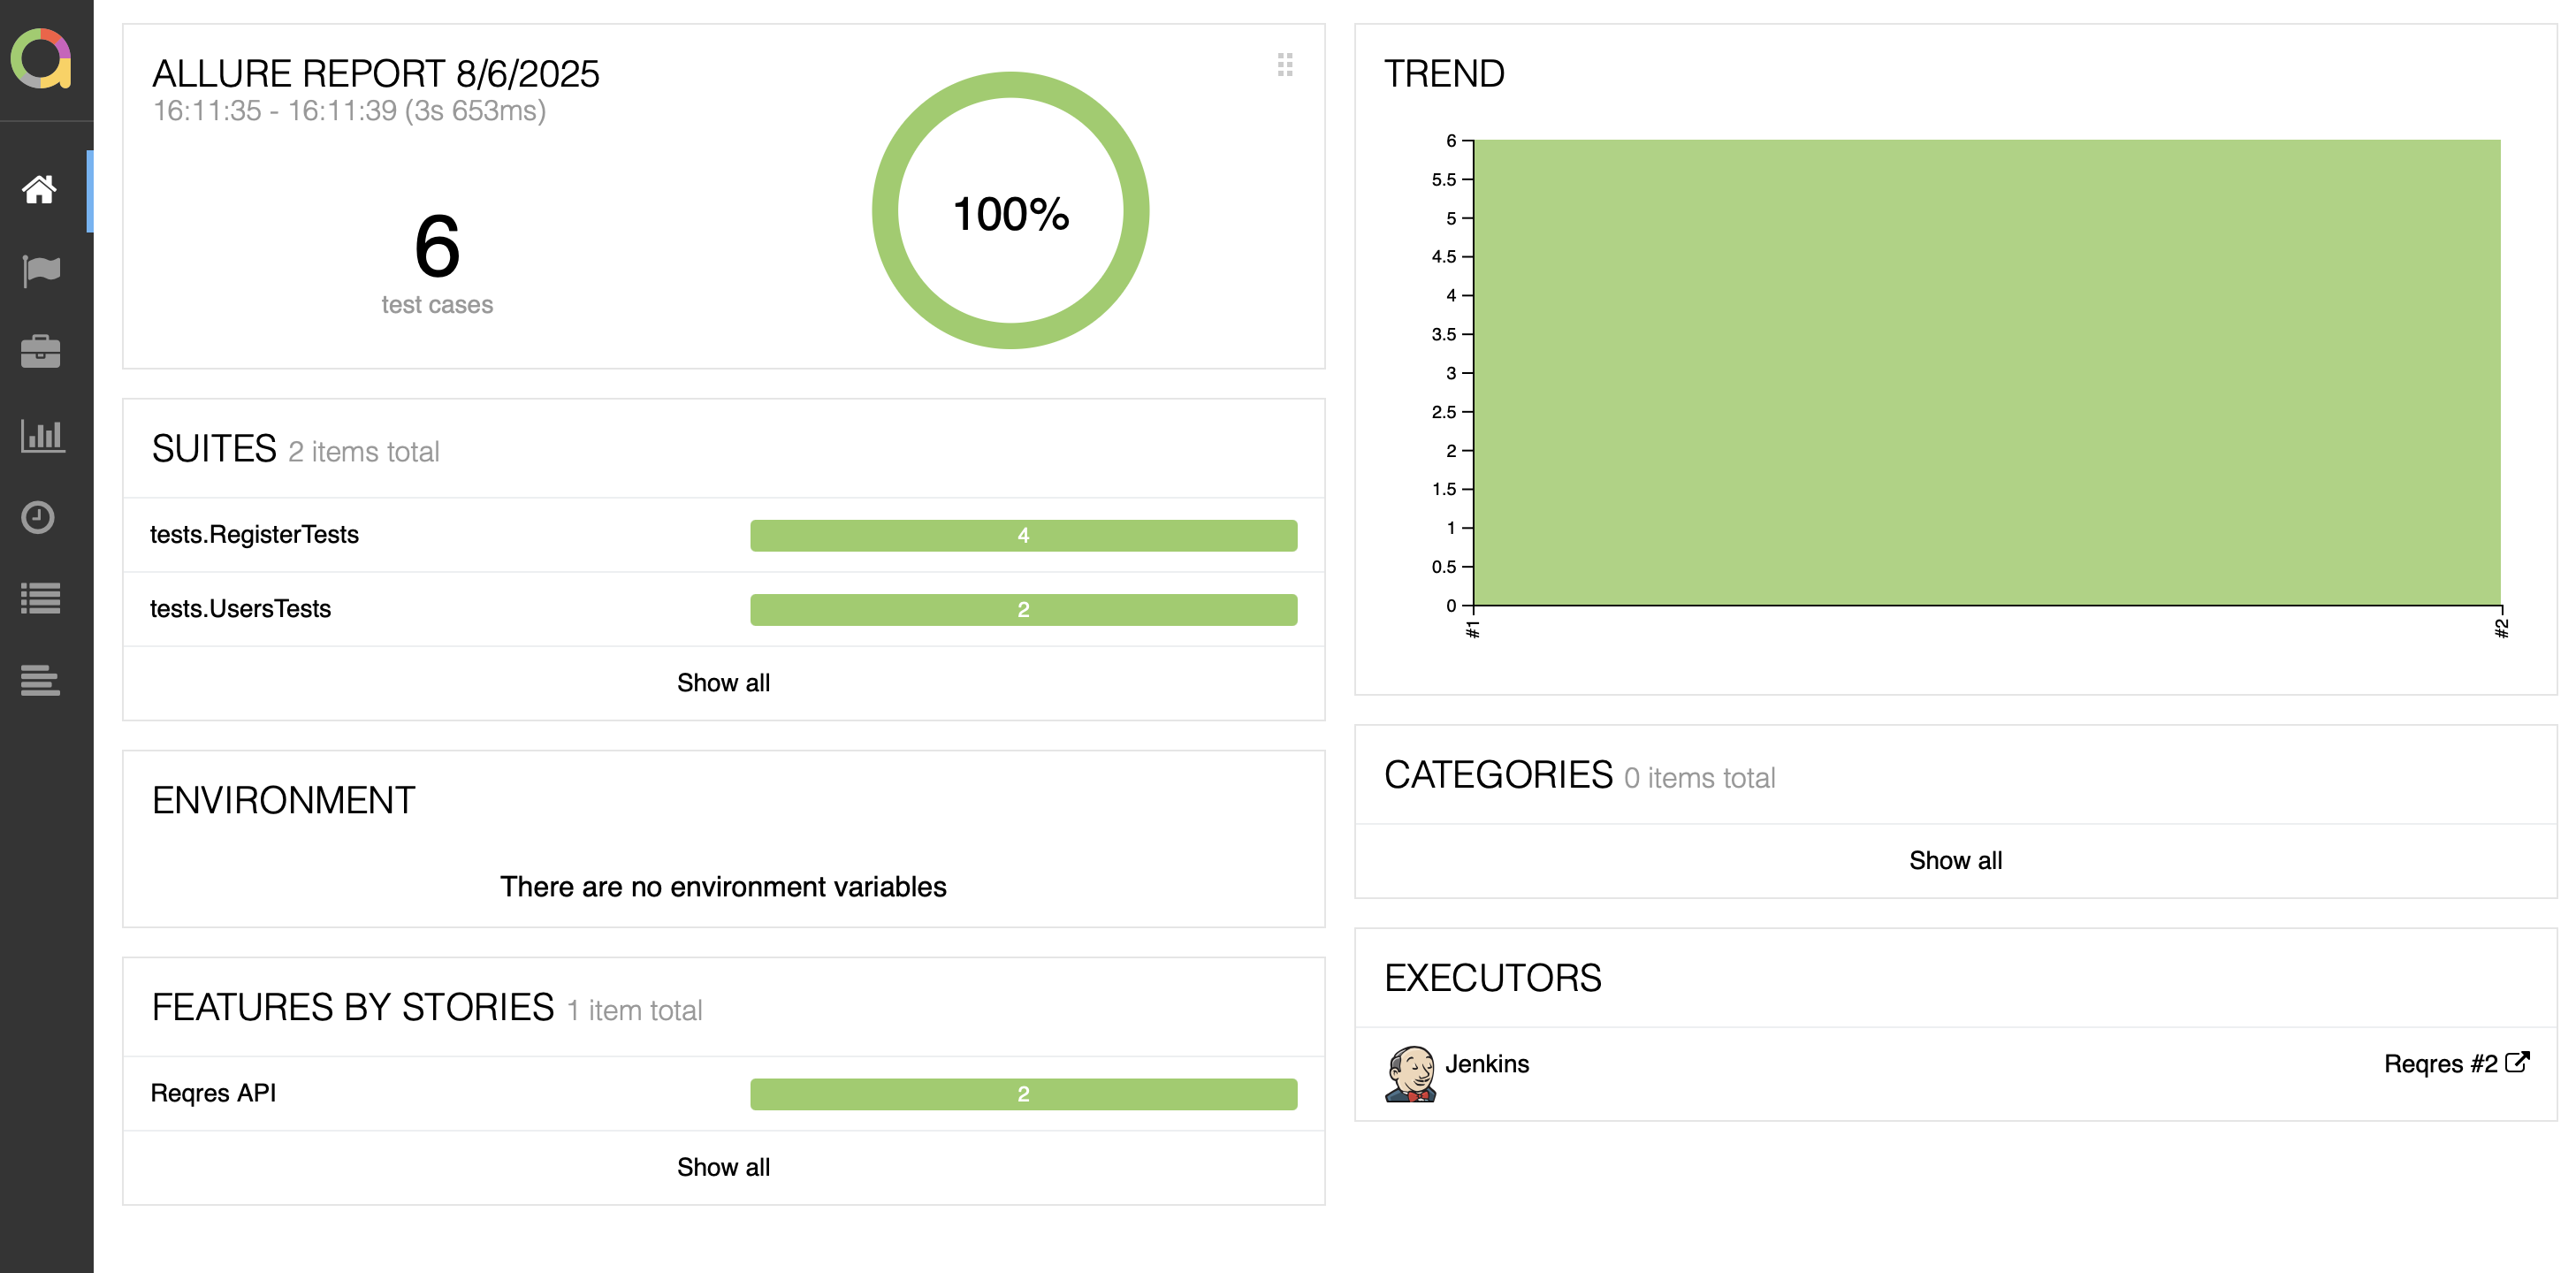 ALLURE REPORT 8/6/2025
16:11:35 - 16:11:39 (3s 653ms)
6
test cases
100%
SUITES 2 items total
tests.RegisterTests 4
tests.UsersTests 2
Show all
ENVIRONMENT
There are no environment variables
FEATURES BY STORIES 1 item total
Reqres API 2
Show all
TREND
6
5.5
5
4.5
4
3.5
3
2.5
2
1.5
1
0.5
0
#1
#2
CATEGORIES 0 items total
Show all
EXECUTORS
Jenkins Reqres #2